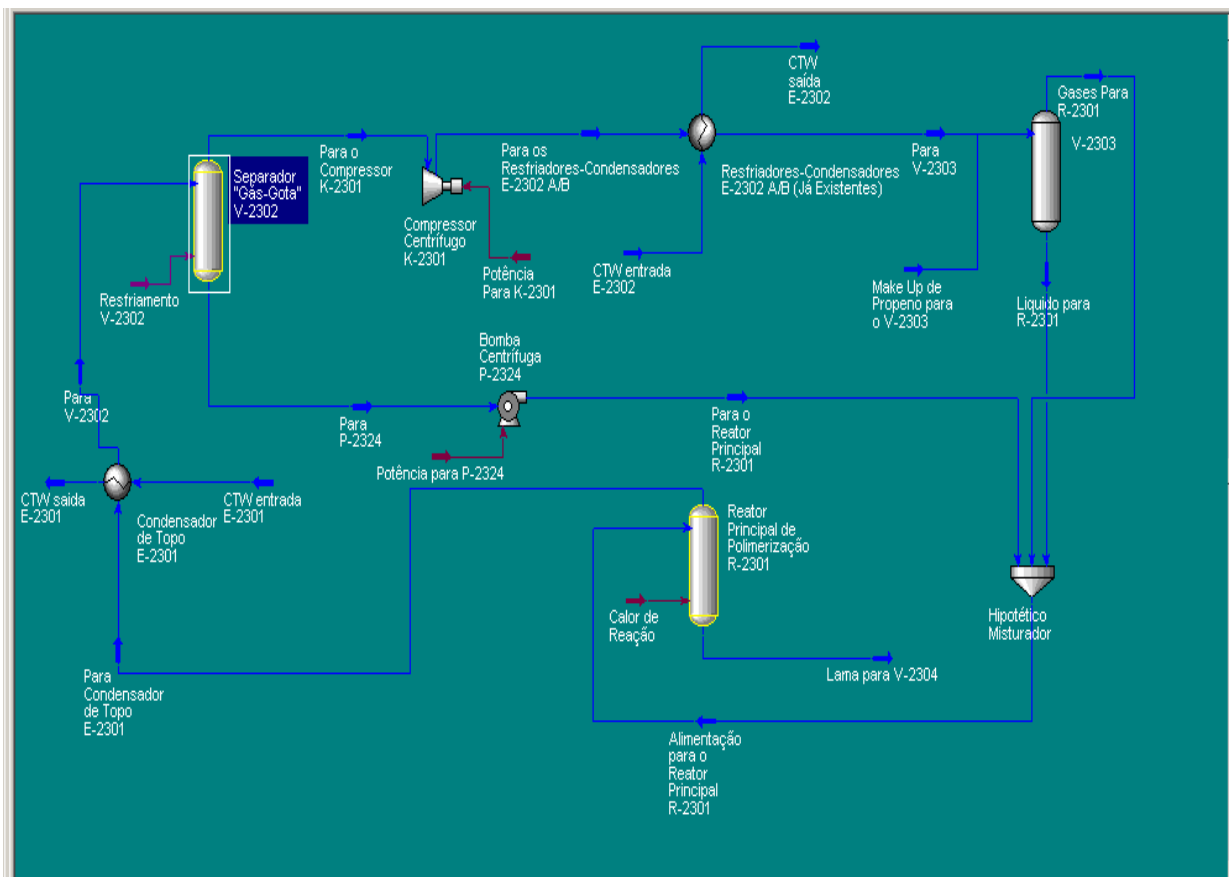 CTW
saída
E-2302
Gases Para
R-2301
V-2303
Para o
Compressor
K-2301
Separador
"Gás-Gota"
V-2302
Para os
Resfriadores-Condensadores
E-2302 A/B
Resfriadores-Condensadores
E-2302 A/B (Já Existentes)
Para
V-2303
Compressor
Centrífugo
K-2301
Potência
Para K-2301
CTW entrada
E-2302
Make Up de
Propeno para
o V-2303
Liquido para
R-2301
Resfriamento
V-2302
Bomba
Centrífuga
P-2324
Para
V-2302
Para
P-2324
Potência para P-2324
Para o
Reator
Principal
R-2301
CTW saida
E-2301
CTW entrada
E-2301
Condensador
de Topo
E-2301
Reator
Principal de
Polimerização
R-2301
Calor de
Reação
Hipotético
Misturador
Lama para V-2304
Para
Condensador
de Topo
E-2301
Alimentação
para o
Reator
Principal
R-2301